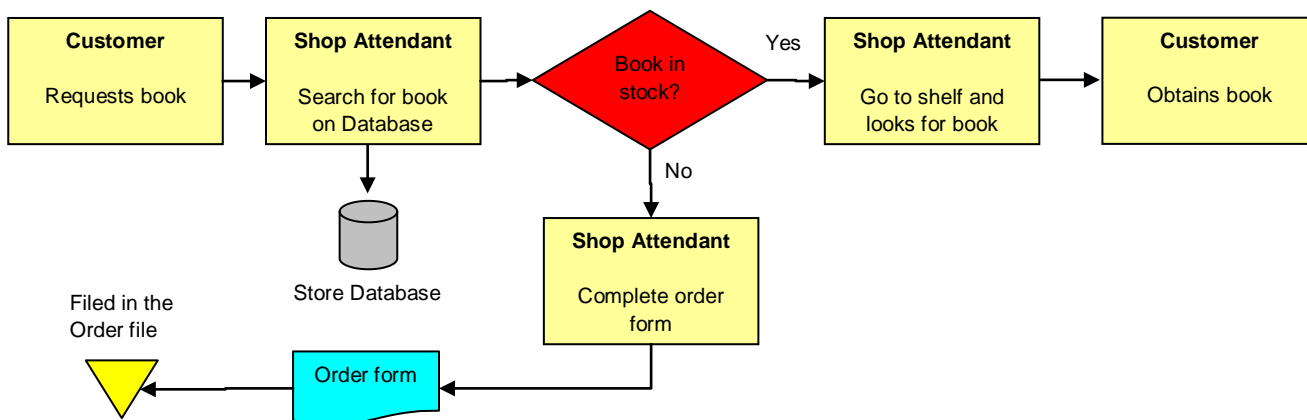 Customer
Requests book
Shop Attendant
Search for book
on Database
Book in
stock?
Yes
Shop Attendant
Go to shelf and
looks for book
Customer
Obtains book
No
Shop Attendant
Complete order
form
Store Database
Filed in the
Order file
Order form